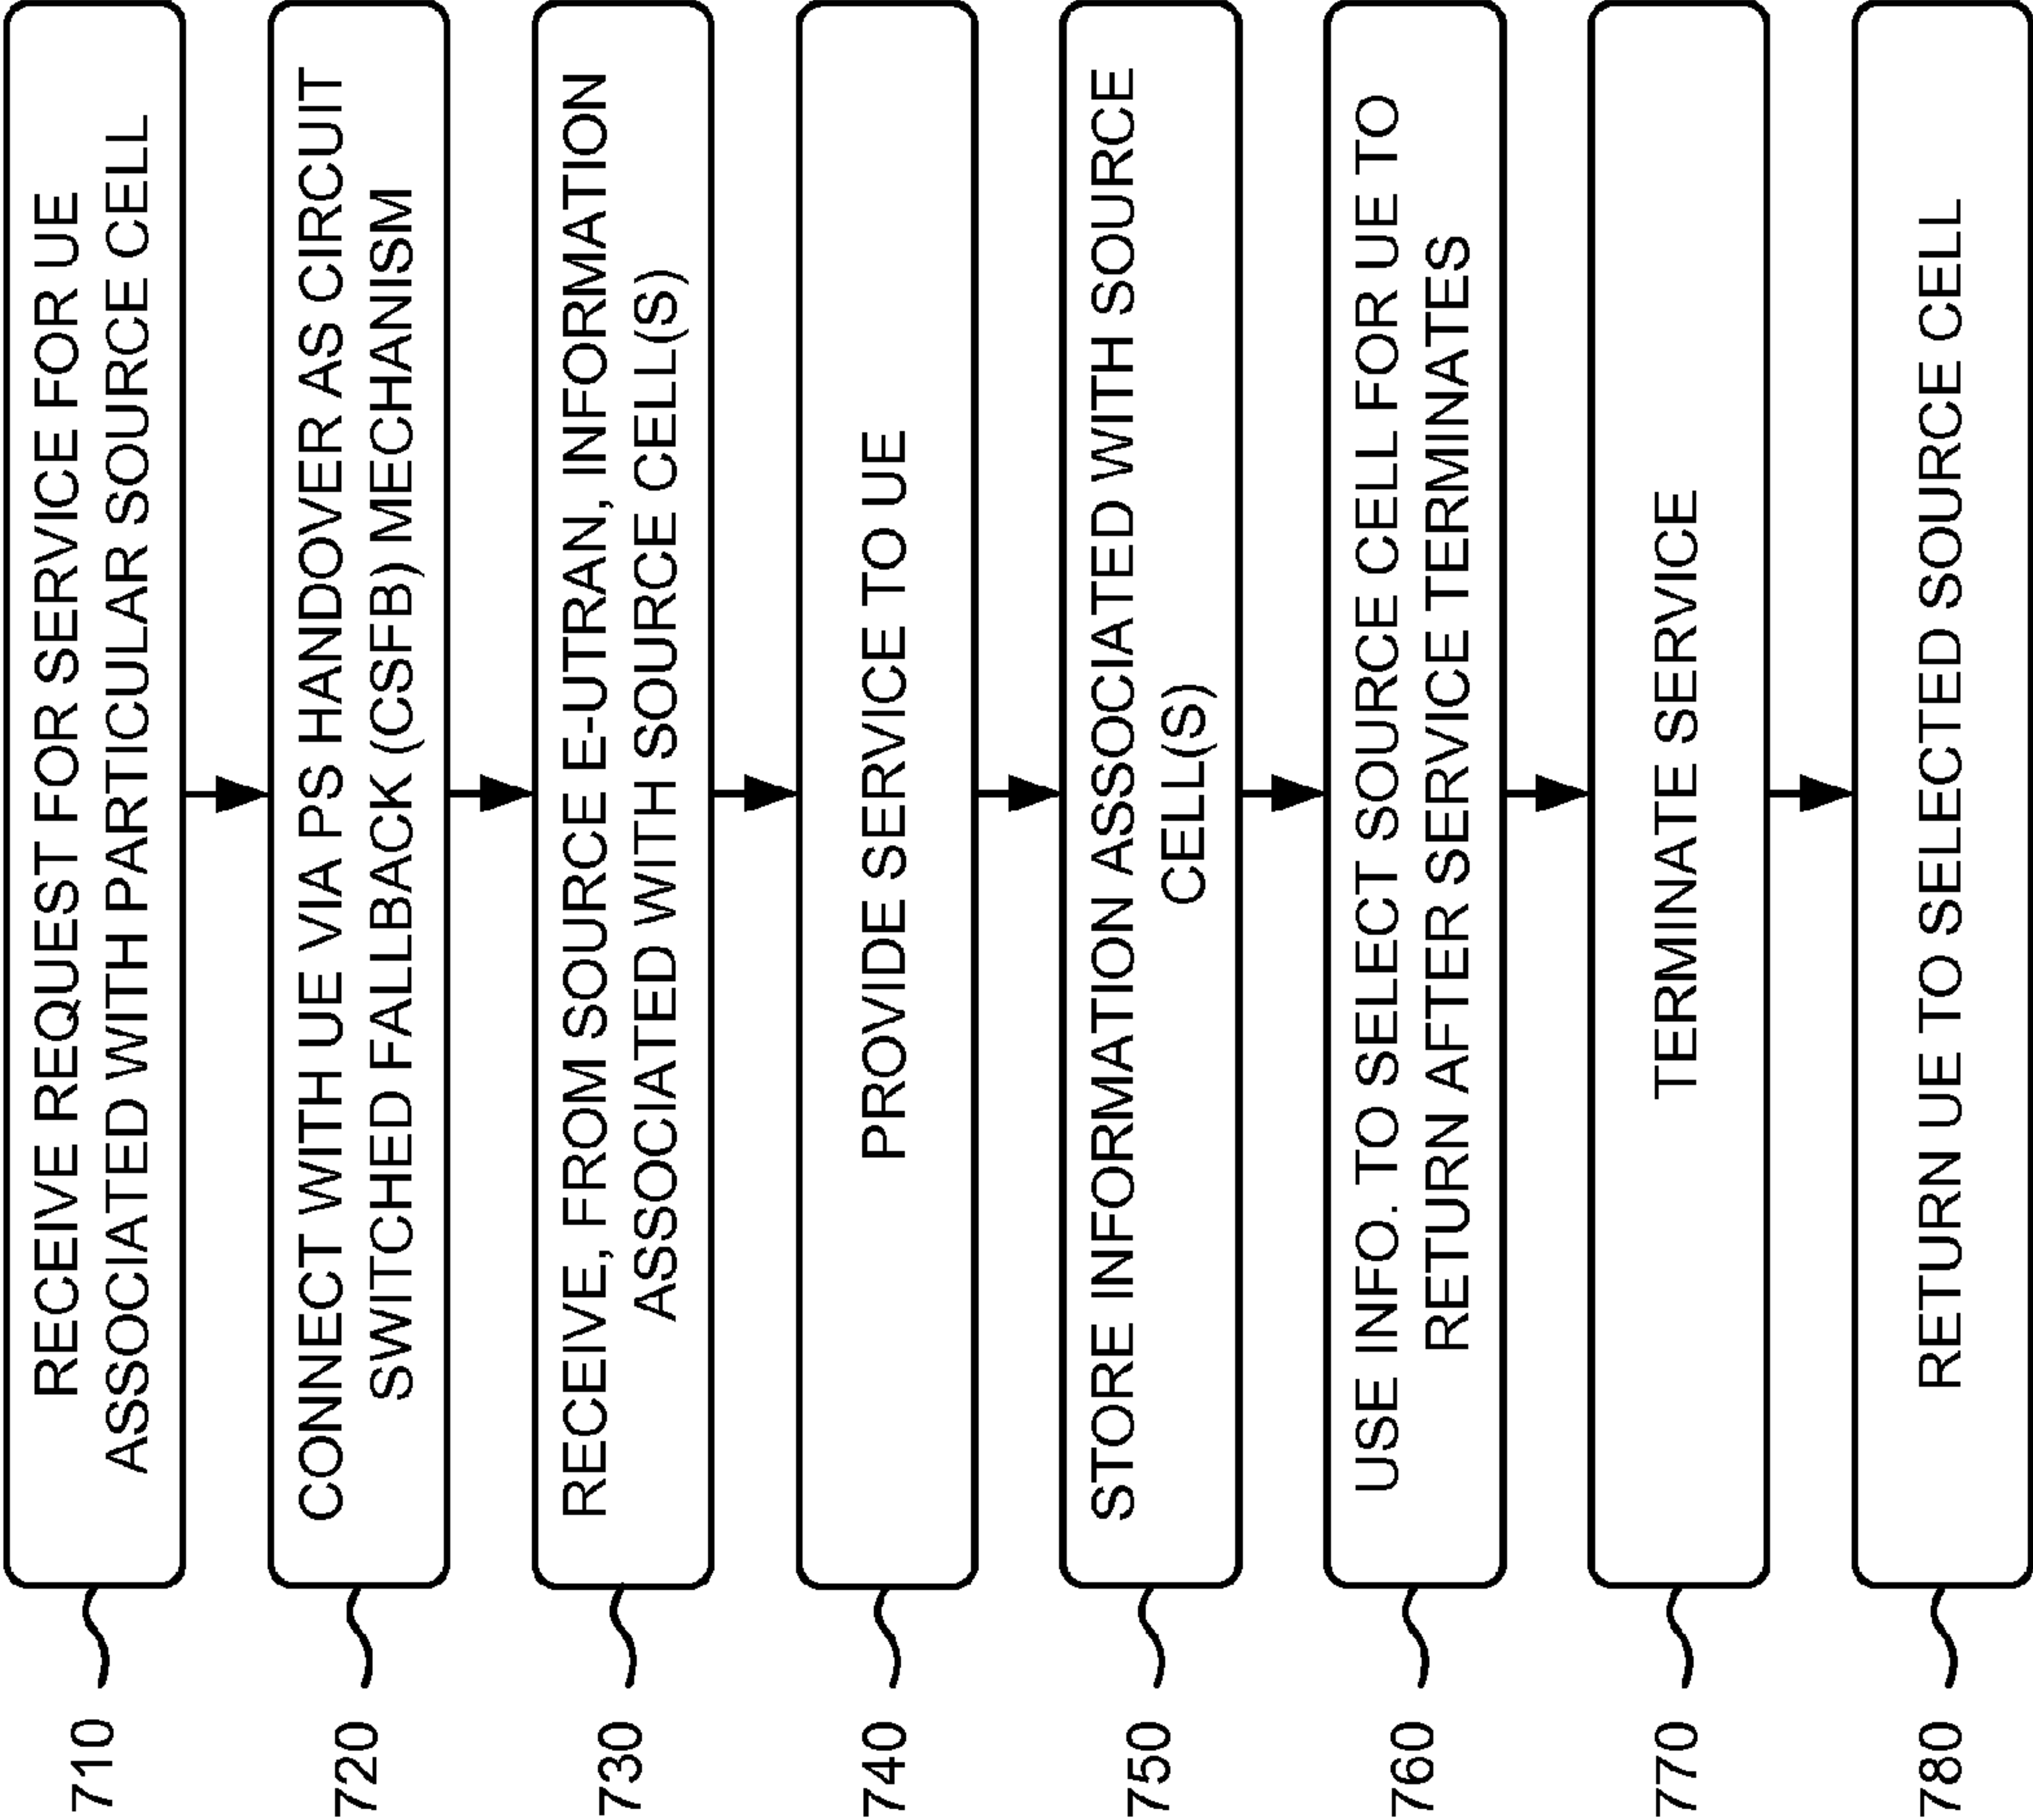 710
RECEIVE REQUEST FOR SERVICE FOR UE
ASSOCIATED WITH PARTICULAR SOURCE CELL
720
CONNECT WITH UE VIA PS HANDOVER AS CIRCUIT
SWITCHED FALLBACK (CSFB) MECHANISM
730
RECEIVE, FROM SOURCE E-UTRAN, INFORMATION
ASSOCIATED WITH SOURCE CELL(S)
740
PROVIDE SERVICE TO UE
750
STORE INFORMATION ASSOCIATED WITH SOURCE
CELL(S)
760
USE INFO. TO SELECT SOURCE CELL FOR UE TO
RETURN AFTER SERVICE TERMINATES
770
TERMINATE SERVICE
780
RETURN UE TO SELECTED SOURCE CELL